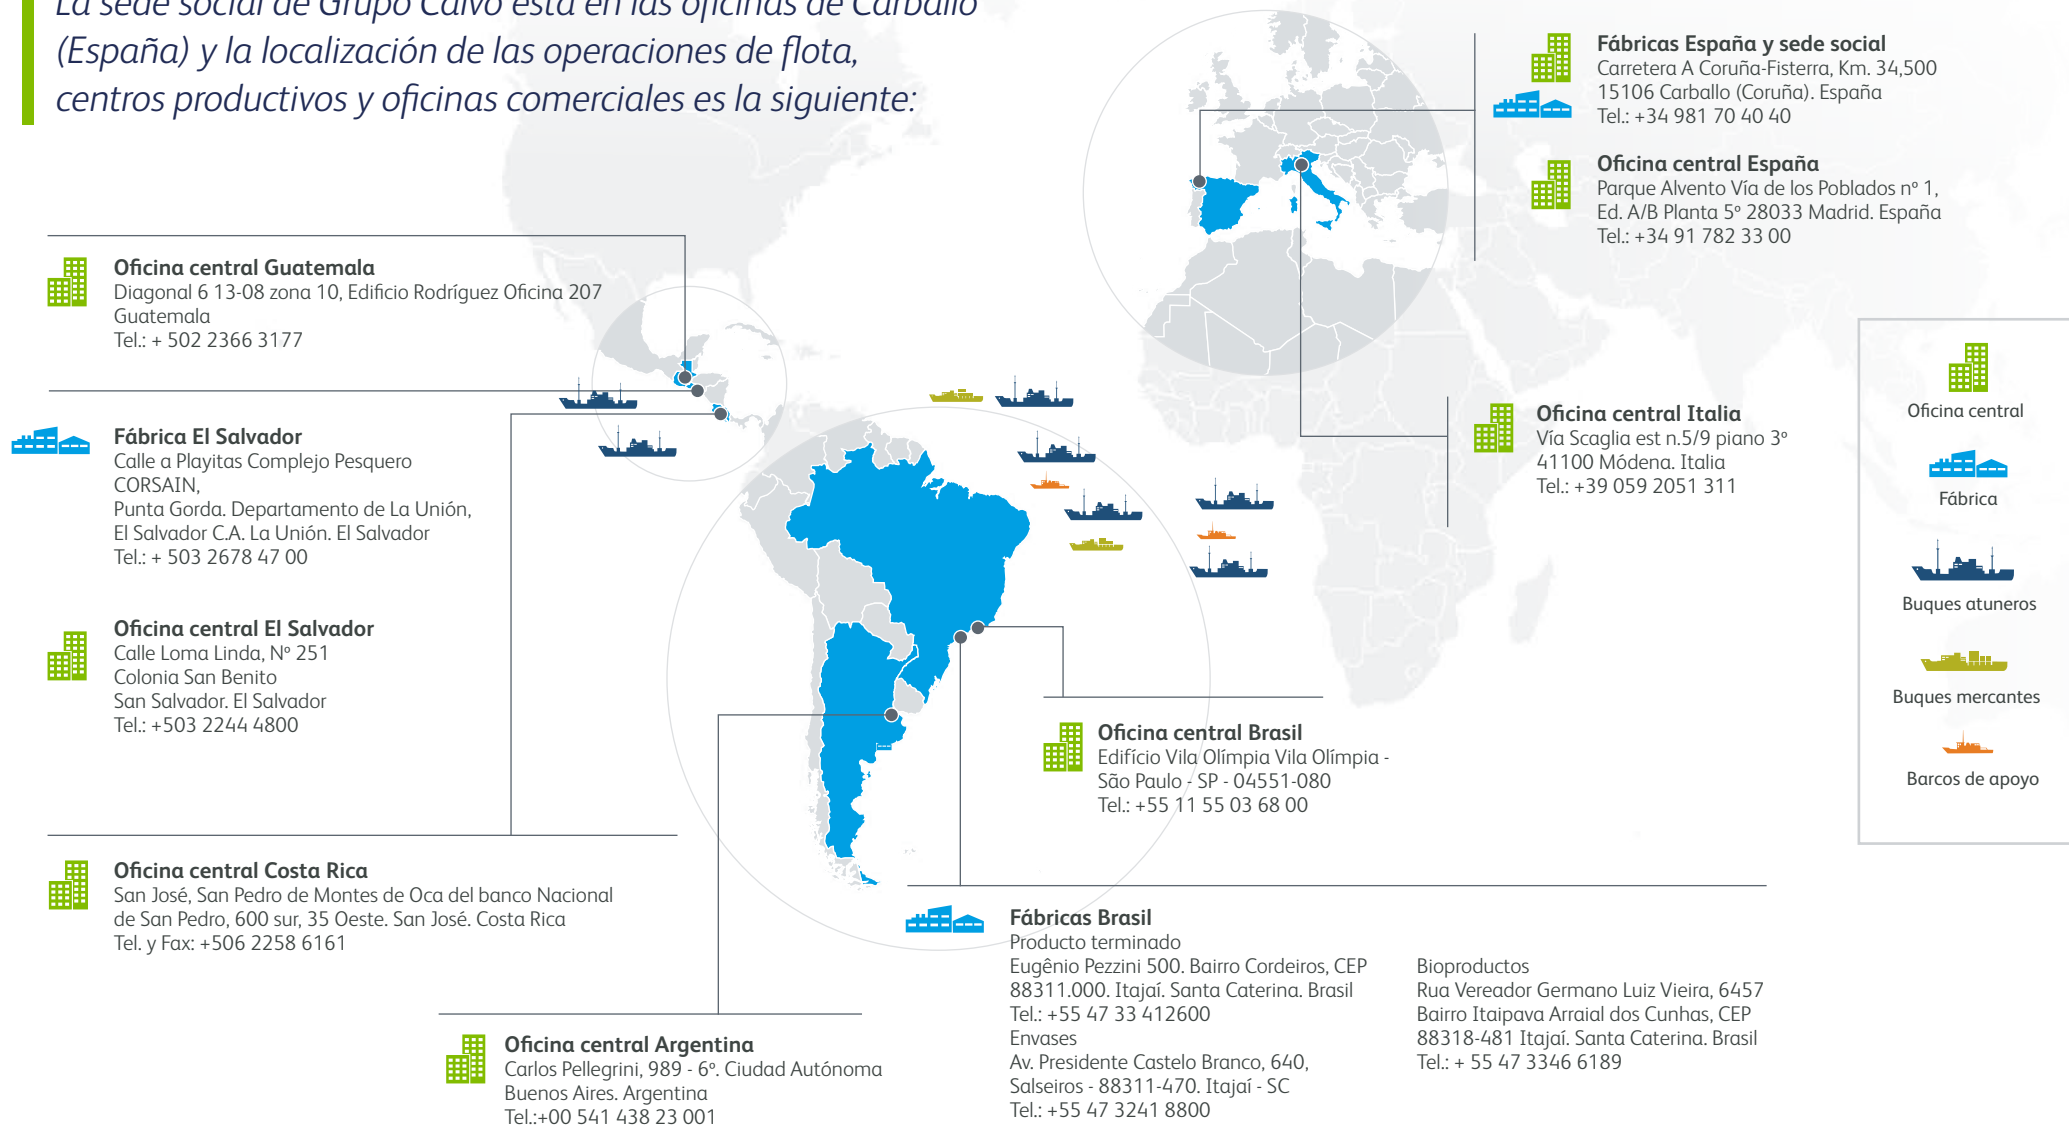 La sede social de Grupo Calvo está en las oficinas de Carballo
(España) y la localización de las operaciones de flota,
centros productivos y oficinas comerciales es la siguiente:
Fábricas España y sede social
Carretera A Coruña-Fisterra, Km. 34,500
15106 Carballo (Coruña). España
Tel.: +34 981 70 40 40
Oficina central España
Parque Alvento Vía de los Poblados nº 1,
Ed. A/B Planta 5º 28033 Madrid. España
Tel.: +34 91 782 33 00
Oficina central Guatemala
Diagonal 6 13-08 zona 10, Edificio Rodríguez Oficina 207
Guatemala
Tel.: + 502 2366 3177
Fábrica El Salvador
Calle a Playitas Complejo Pesquero
CORSAIN,
Punta Gorda. Departamento de La Unión,
El Salvador C.A. La Unión. El Salvador
Tel.: + 503 2678 47 00
Oficina central El Salvador
Calle Loma Linda, Nº 251
Colonia San Benito
San Salvador. El Salvador
Tel.: +503 2244 4800
Oficina central Costa Rica
San José, San Pedro de Montes de Oca del banco Nacional
de San Pedro, 600 sur, 35 Oeste. San José. Costa Rica
Tel. y Fax: +506 2258 6161
Oficina central Argentina
Carlos Pellegrini, 989 - 6º. Ciudad Autónoma
Buenos Aires. Argentina
Tel.:+00 541 438 23 001
Oficina central Italia
Vía Scaglia est n.5/9 piano 3º
41100 Módena. Italia
Tel.: +39 059 2051 311
Oficina central Brasil
Edifício Vila Olímpia Vila Olímpia -
São Paulo - SP - 04551-080
Tel.: +55 11 55 03 68 00
Fábricas Brasil
Producto terminado
Eugênio Pezzini 500. Bairro Cordeiros, CEP
88311.000. Itajaí. Santa Caterina. Brasil
Tel.: +55 47 33 412600
Envases
Av. Presidente Castelo Branco, 640,
Salseiros - 88311-470. Itajaí - SC
Tel.: +55 47 3241 8800
Bioproductos
Rua Vereador Germano Luiz Vieira, 6457
Bairro Itaipava Arraial dos Cunhas, CEP
88318-481 Itajaí. Santa Caterina. Brasil
Tel.: + 55 47 3346 6189
Oficina central
Fábrica
Buques atuneros
Buques mercantes
Barcos de apoyo